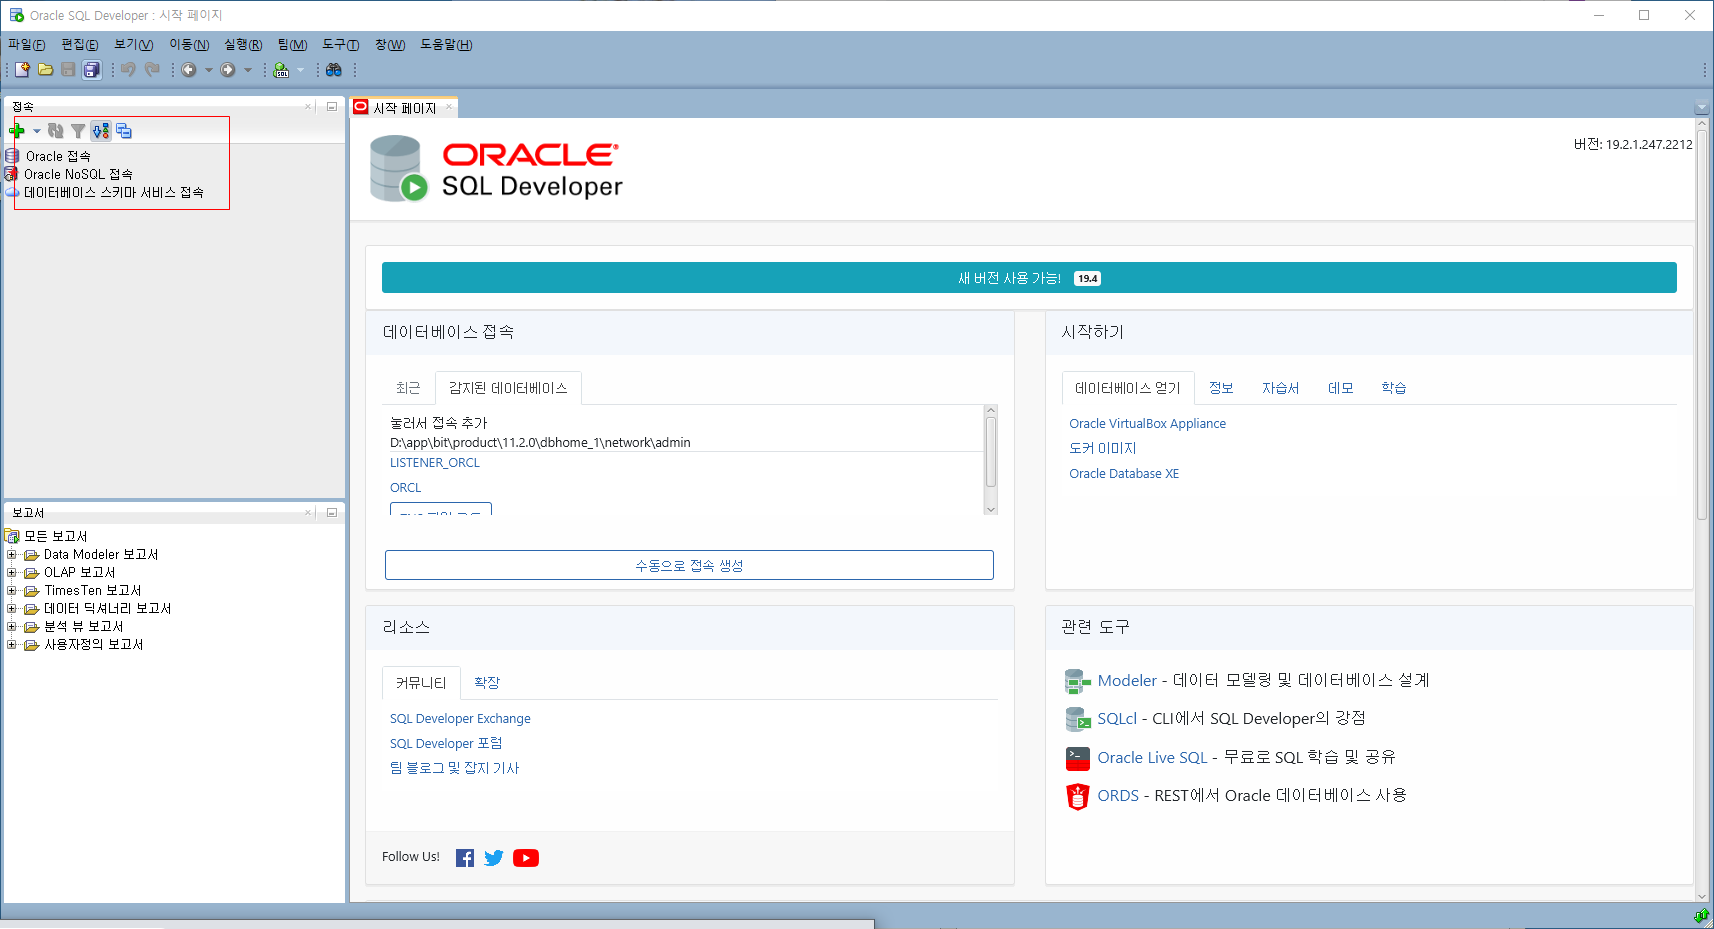 Oracle SQL Developer : 시작 페이지
파일(F) 편집(E) 보기(V) 이동(N) 실행(R) 팀(M) 도구(T) 창(W) 도움말(H)
접속
Oracle 접속
Oracle NoSQL 접속
데이터베이스 스키마 서비스 접속
보고서
모든 보고서
Data Modeler 보고서
OLAP 보고서
TimesTen 보고서
데이터 딕셔너리 보고서
분석 뷰 보고서
사용자정의 보고서
시작 페이지
ORACLE
SQL Developer
버전: 19.2.1.247.2212
새 버전 사용 가능! 19.4
데이터베이스 접속
최근 감지된 데이터베이스
눌러서 접속 추가
D:\app\bit\product\11.2.0\dbhome_1\network\admin
LISTENER_ORCL
ORCL
수동으로 접속 생성
시작하기
데이터베이스 얻기 정보 자습서 데모 학습
Oracle VirtualBox Appliance
도커 이미지
Oracle Database XE
리소스
커뮤니티 확장
SQL Developer Exchange
SQL Developer 포럼
팀 블로그 및 잡지 기사
Follow Us!
관련 도구
Modeler - 데이터 모델링 및 데이터베이스 설계
SQLcl - CLI에서 SQL Developer의 강점
Oracle Live SQL - 무료로 SQL 학습 및 공유
ORDS - REST에서 Oracle 데이터베이스 사용